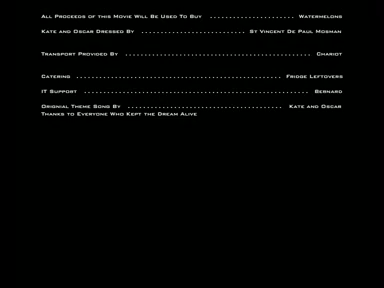 All Proceeds of this Movie Will Be Used To Buy ...................... Watermelons
Kate and Oscar Dressed By ........................... St Vincent De Paul Mosman
Transport Provided By ................................................ Chariot
Catering ..................................................... Fridge Leftovers
IT Support .......................................................... Bernard
Orignial Theme Song By .......................................... Kate and Oscar
Thanks to Everyone Who Kept the Dream Alive